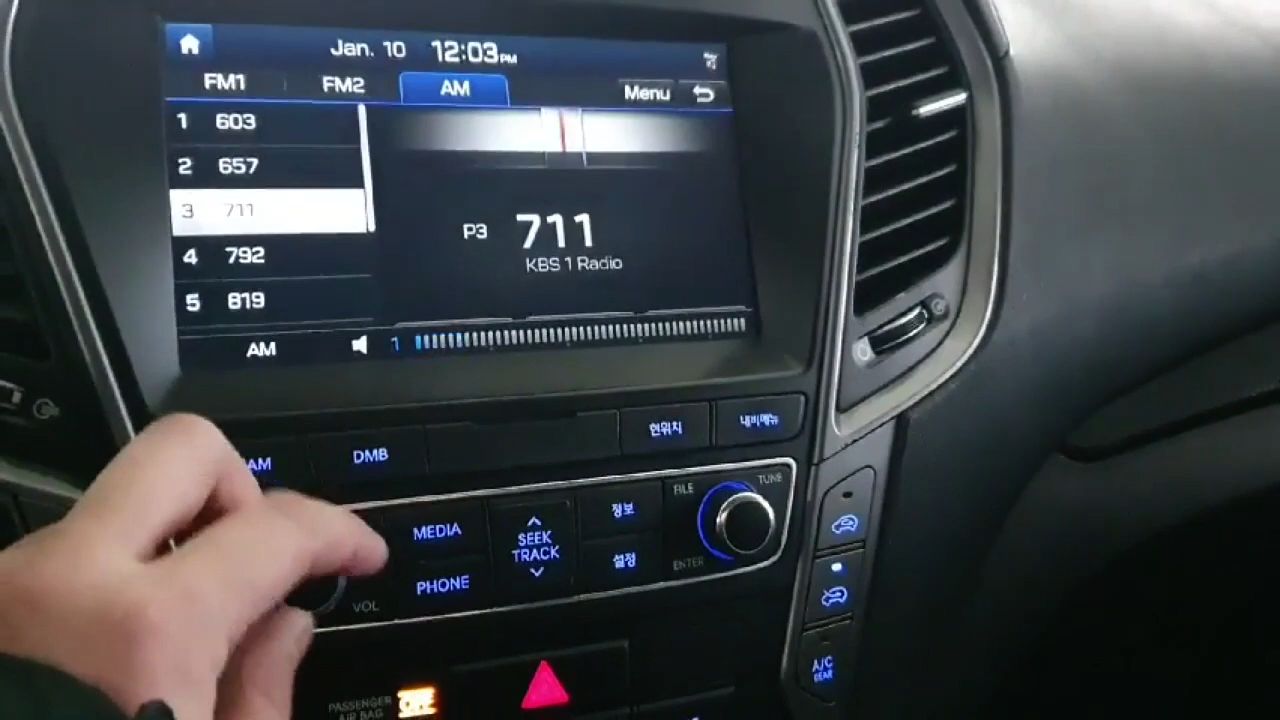 Jan. 10 12:03PM
FM1 FM2 AM Menu
1 603
2 657
3 711
4 792
5 819
P3 711
KBS 1 Radio
AM 1
AM DMB 현위치 내비메뉴
MEDIA
PHONE
SEEK
TRACK
정보
설정
FILE
TUNE
ENTER
VOL
A/C
REAR
PASSENGER
AIR BAG
OFF